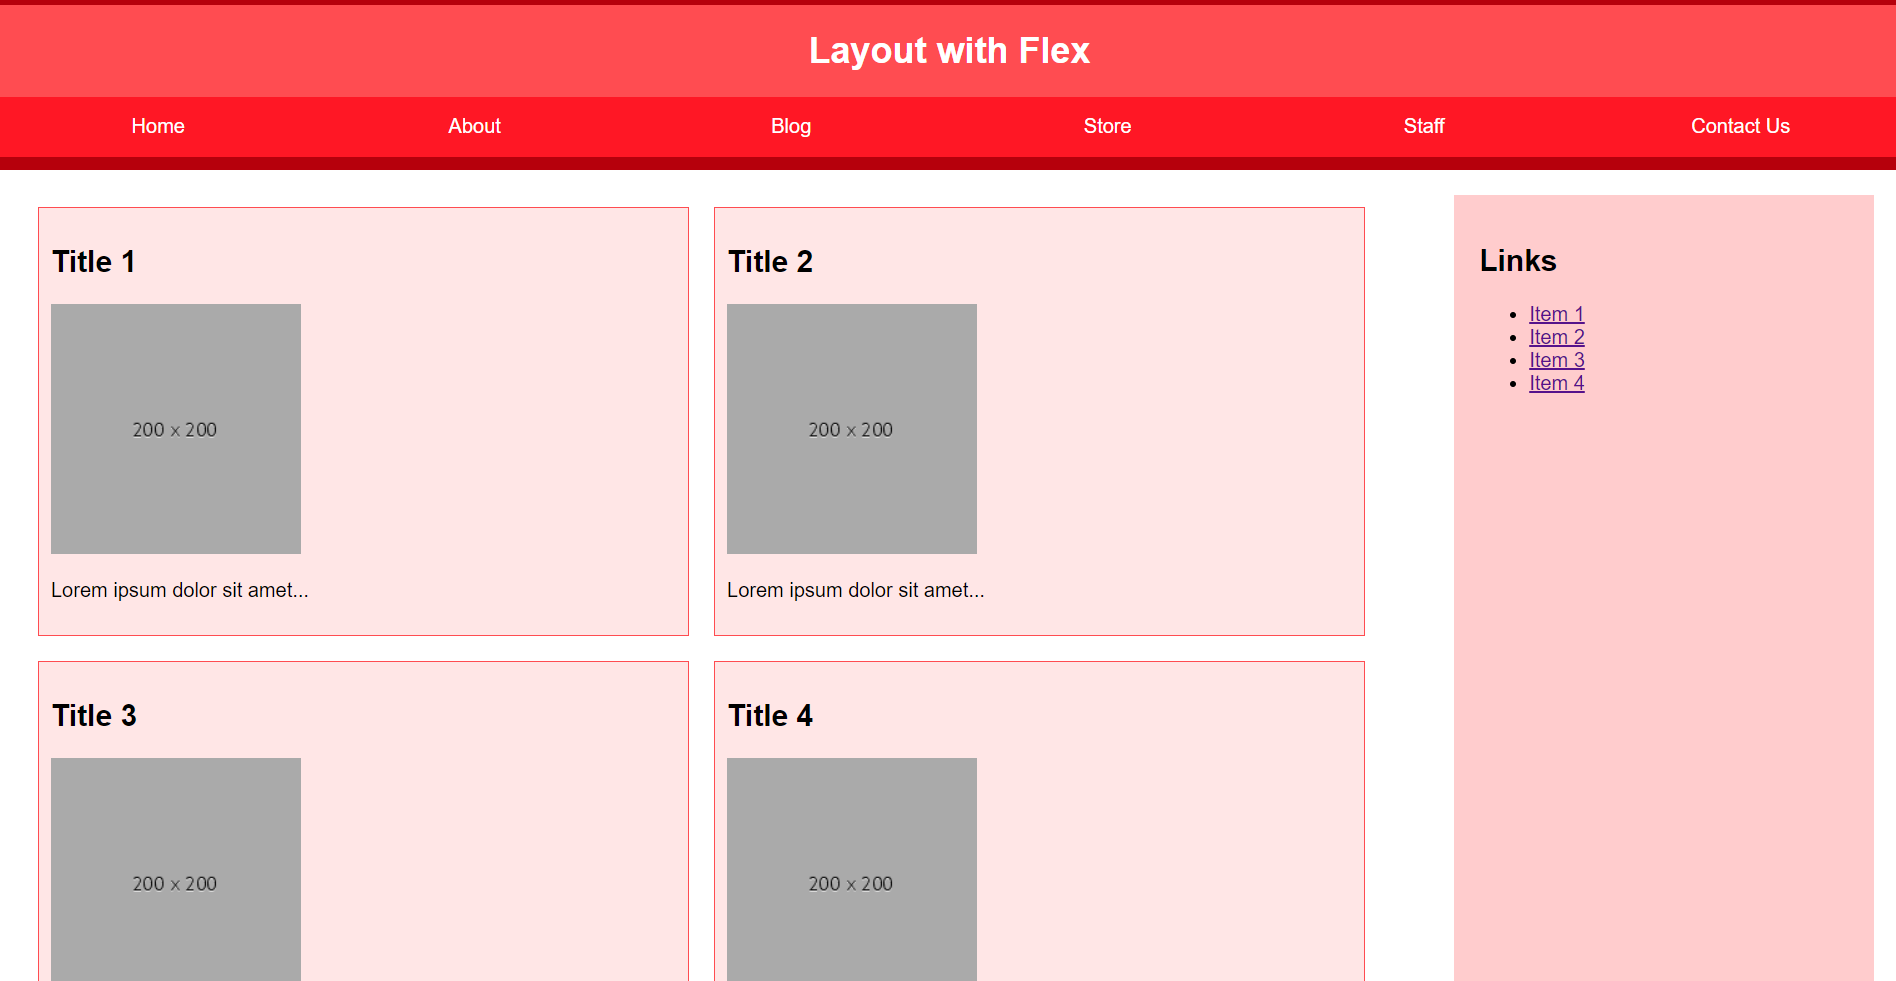 Layout with Flex
Home About Blog Store Staff Contact Us
Title 1
200 x 200
Lorem ipsum dolor sit amet...
Title 2
200 x 200
Lorem ipsum dolor sit amet...
Title 3
200 x 200
Title 4
200 x 200
Links
Item 1
Item 2
Item 3
Item 4